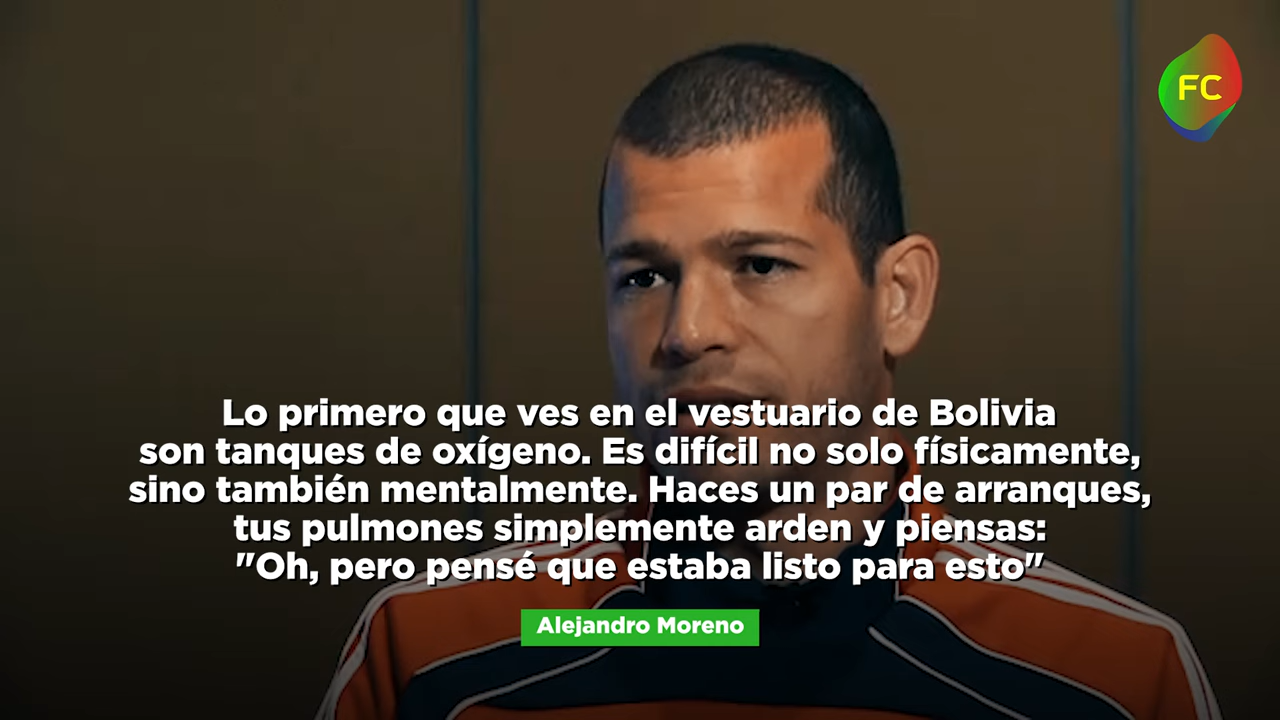 FC
Lo primero que ves en el vestuario de Bolivia
son tanques de oxígeno. Es difícil no solo físicamente,
sino también mentalmente. Haces un par de arranques,
tus pulmones simplemente arden y piensas:
"Oh, pero pensé que estaba listo para esto"
Alejandro Moreno